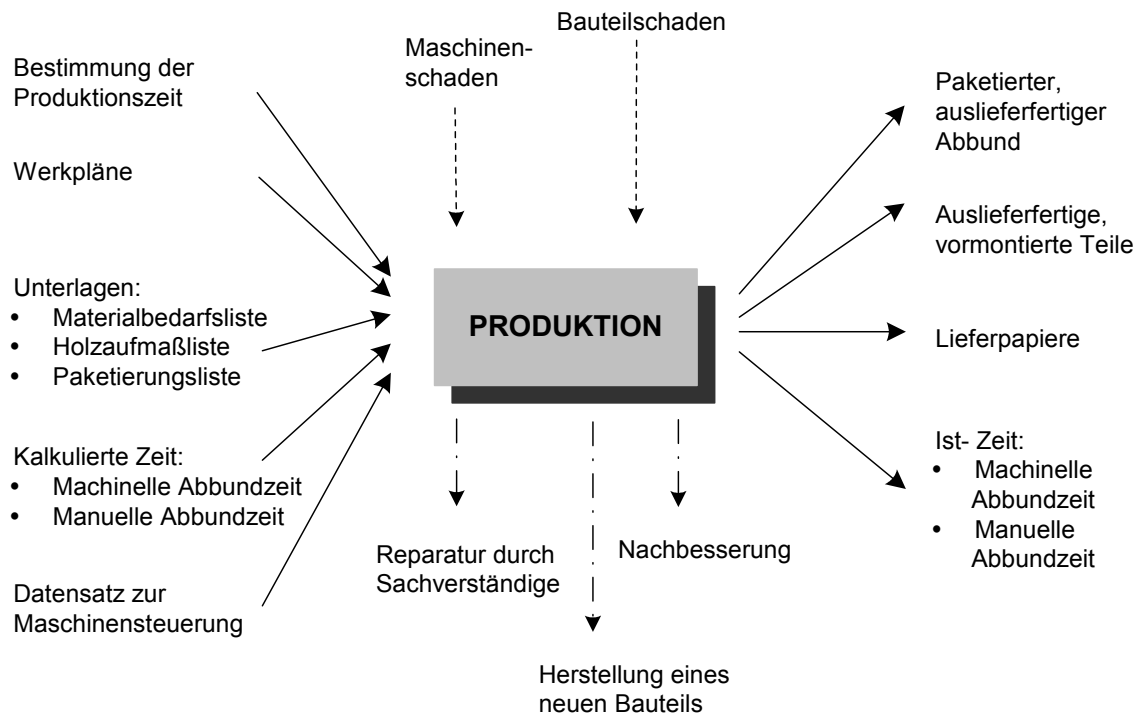 Bauteilschaden
Maschinen-
schaden
Bestimmung der
Produktionszeit
Werkpläne
Unterlagen:
• Materialbedarfsliste
• Holzaufmaßliste
• Paketierungsliste
Kalkulierte Zeit:
• Machinelle Abbundzeit
• Manuelle Abbundzeit
Datensatz zur
Maschinensteuerung
PRODUKTION
Paketierter,
auslieferfertiger
Abbund
Auslieferfertige,
vormontierte Teile
Lieferpapiere
Ist- Zeit:
• Machinelle
Abbundzeit
• Manuelle
Abbundzeit
Reparatur durch
Sachverständige
Nachbesserung
Herstellung eines
neuen Bauteils